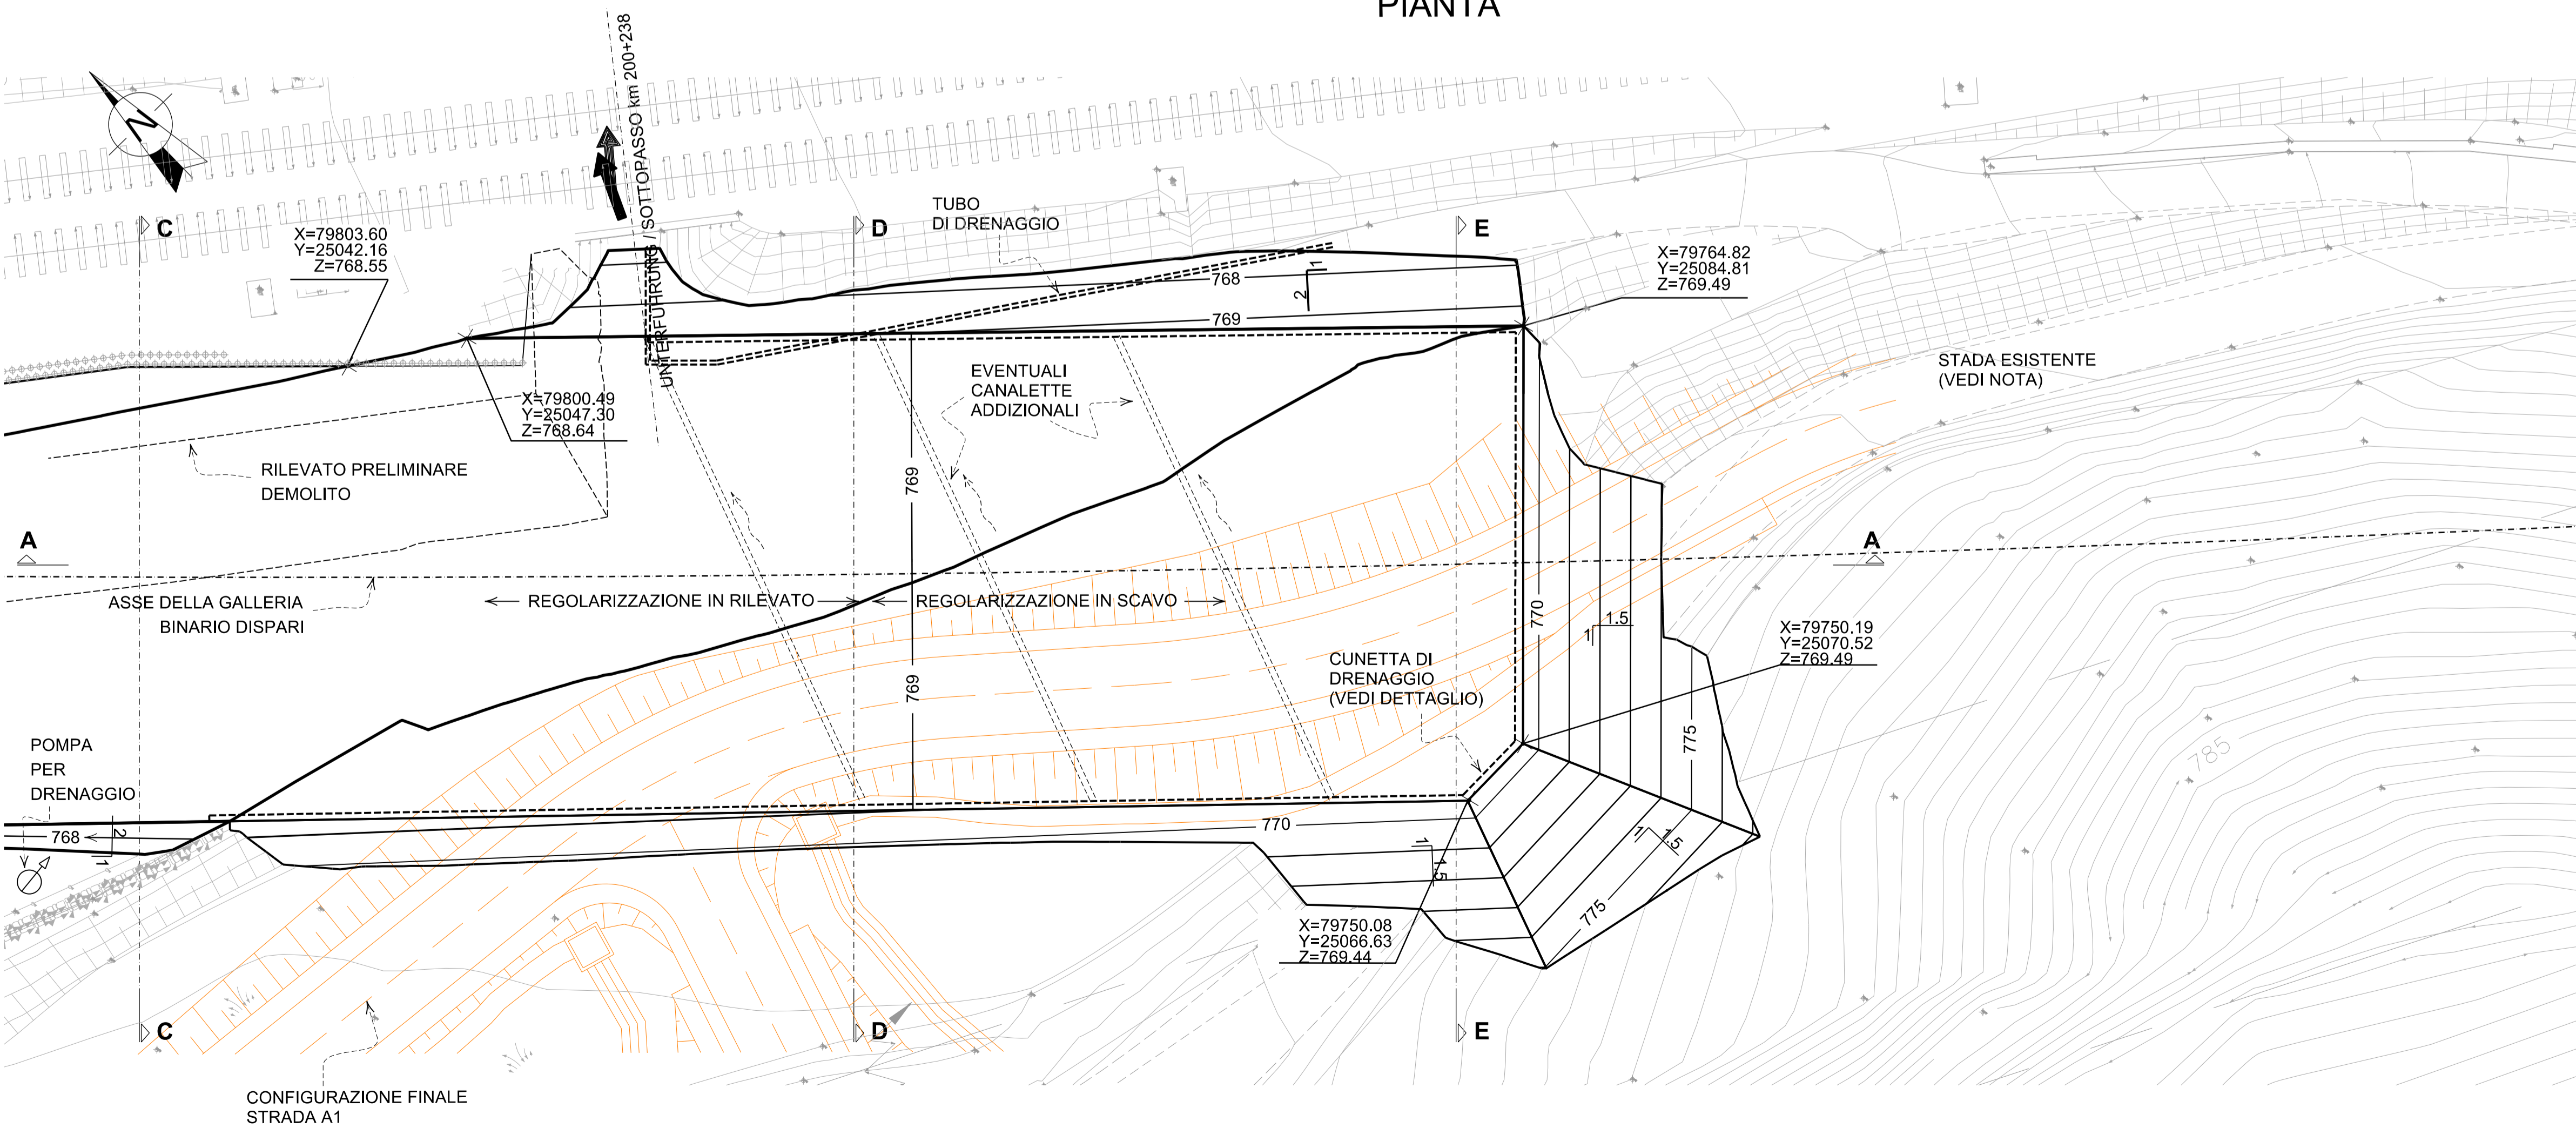 PIANTA
UNTERFÜHRUNG / SOTTOPASSO km 200+238
N
C
D
E
X=79803.60
Y=25042.16
Z=768.55
TUBO
DI DRENAGGIO
X=79764.82
Y=25084.81
Z=769.49
768
1
2
769
STADA ESISTENTE
(VEDI NOTA)
EVENTUALI
CANALETTE
ADDIZIONALI
X=79800.49
Y=25047.30
Z=768.64
RILEVATO PRELIMINARE
DEMOLITO
769
A
A
ASSE DELLA GALLERIA
BINARIO DISPARI
REGOLARIZZAZIONE IN RILEVATO
REGOLARIZZAZIONE IN SCAVO
770
1.5
1
X=79750.19
Y=25070.52
Z=769.49
CUNETTA DI
DRENAGGIO
(VEDI DETTAGLIO)
769
775
785
POMPA
PER
DRENAGGIO
768
2
1
770
1
1.5
1
1.5
775
X=79750.08
Y=25066.63
Z=769.44
C
D
E
CONFIGURAZIONE FINALE
STRADA A1